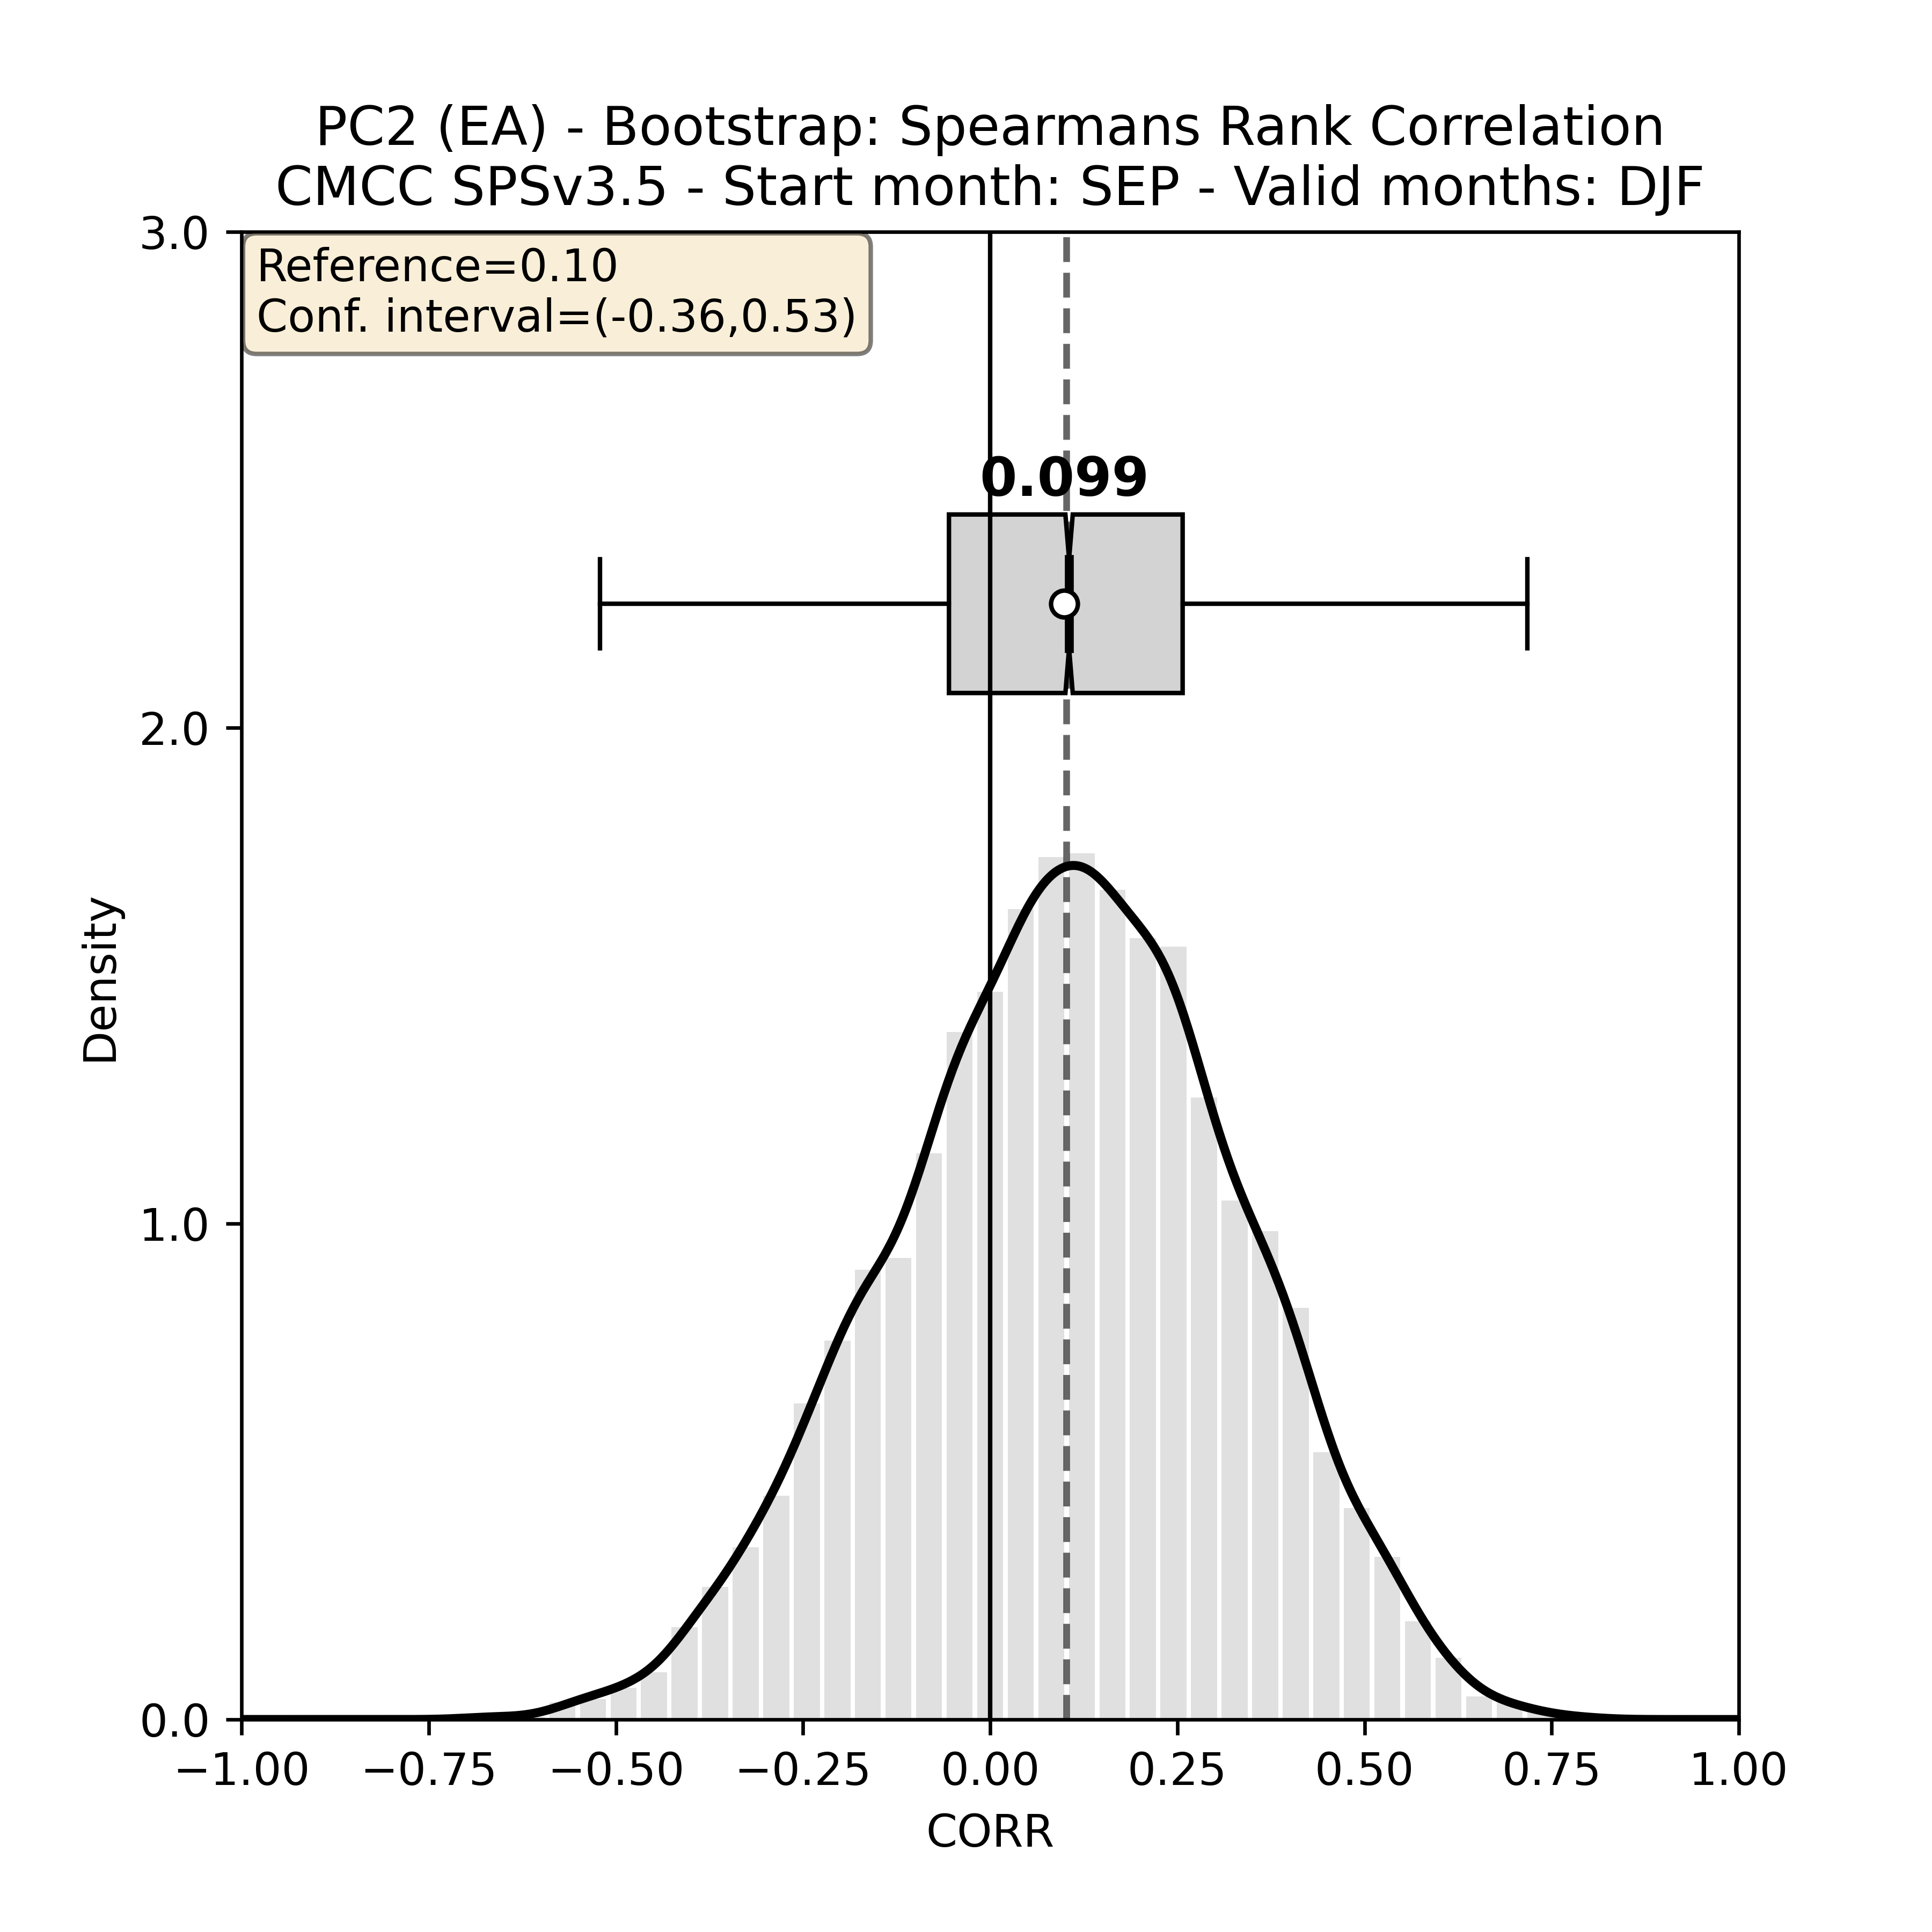 PC2 (EA) - Bootstrap: Spearmans Rank Correlation
CMCC SPSv3.5 - Start month: SEP - Valid months: DJF
3.0
Reference=0.10
Conf. interval=(-0.36,0.53)
0.099
2.0
Density
1.0
0.0
−1.00 −0.75 −0.50 −0.25 0.00 0.25 0.50 0.75 1.00
CORR